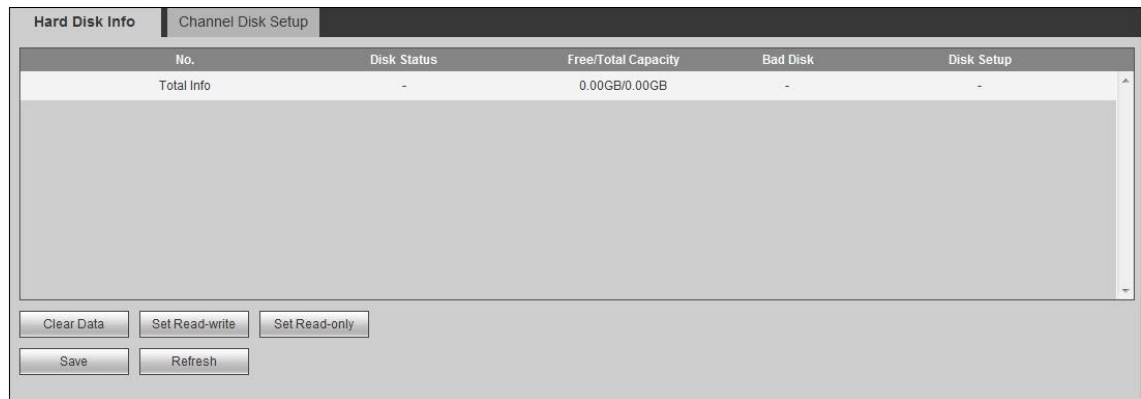 Hard Disk Info Channel Disk Setup
No. Disk Status Free/Total Capacity Bad Disk Disk Setup
Total Info - 0.00GB/0.00GB - -
Clear Data Set Read-write Set Read-only
Save Refresh